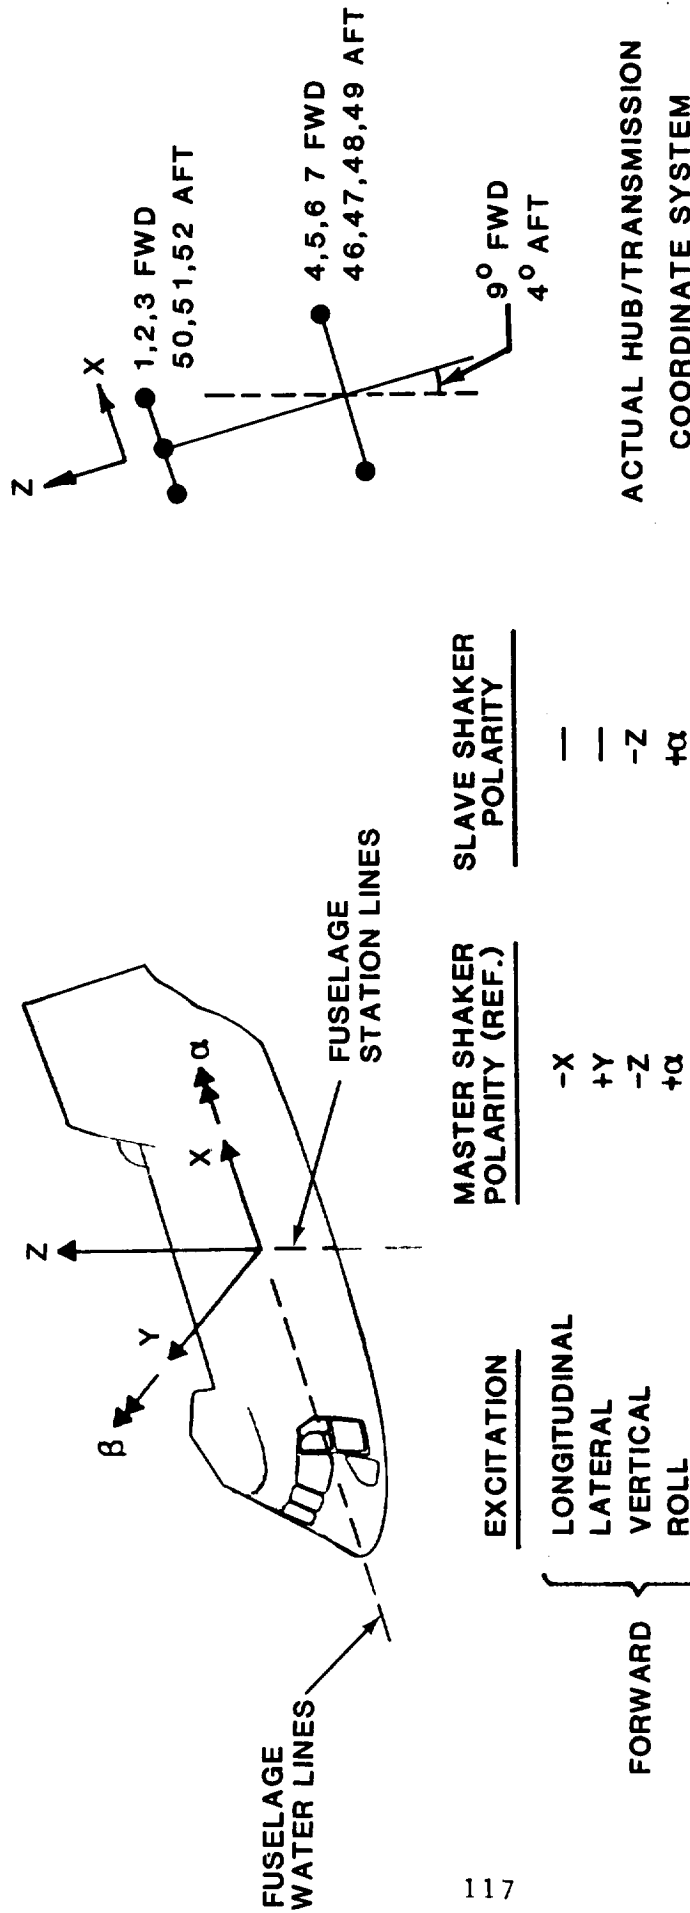 Z
X
1,2,3 FWD
50,51,52 AFT
4,5,6 7 FWD
46,47,48,49 AFT
9° FWD
4° AFT
ACTUAL HUB/TRANSMISSION
COORDINATE SYSTEM
β
Y
Z
X
α
FUSELAGE
STATION LINES
FUSELAGE
WATER LINES
EXCITATION MASTER SHAKER POLARITY (REF.) SLAVE SHAKER POLARITY
FORWARD
LONGITUDINAL -X —
LATERAL +Y —
VERTICAL -Z -Z
ROLL +α +α
117